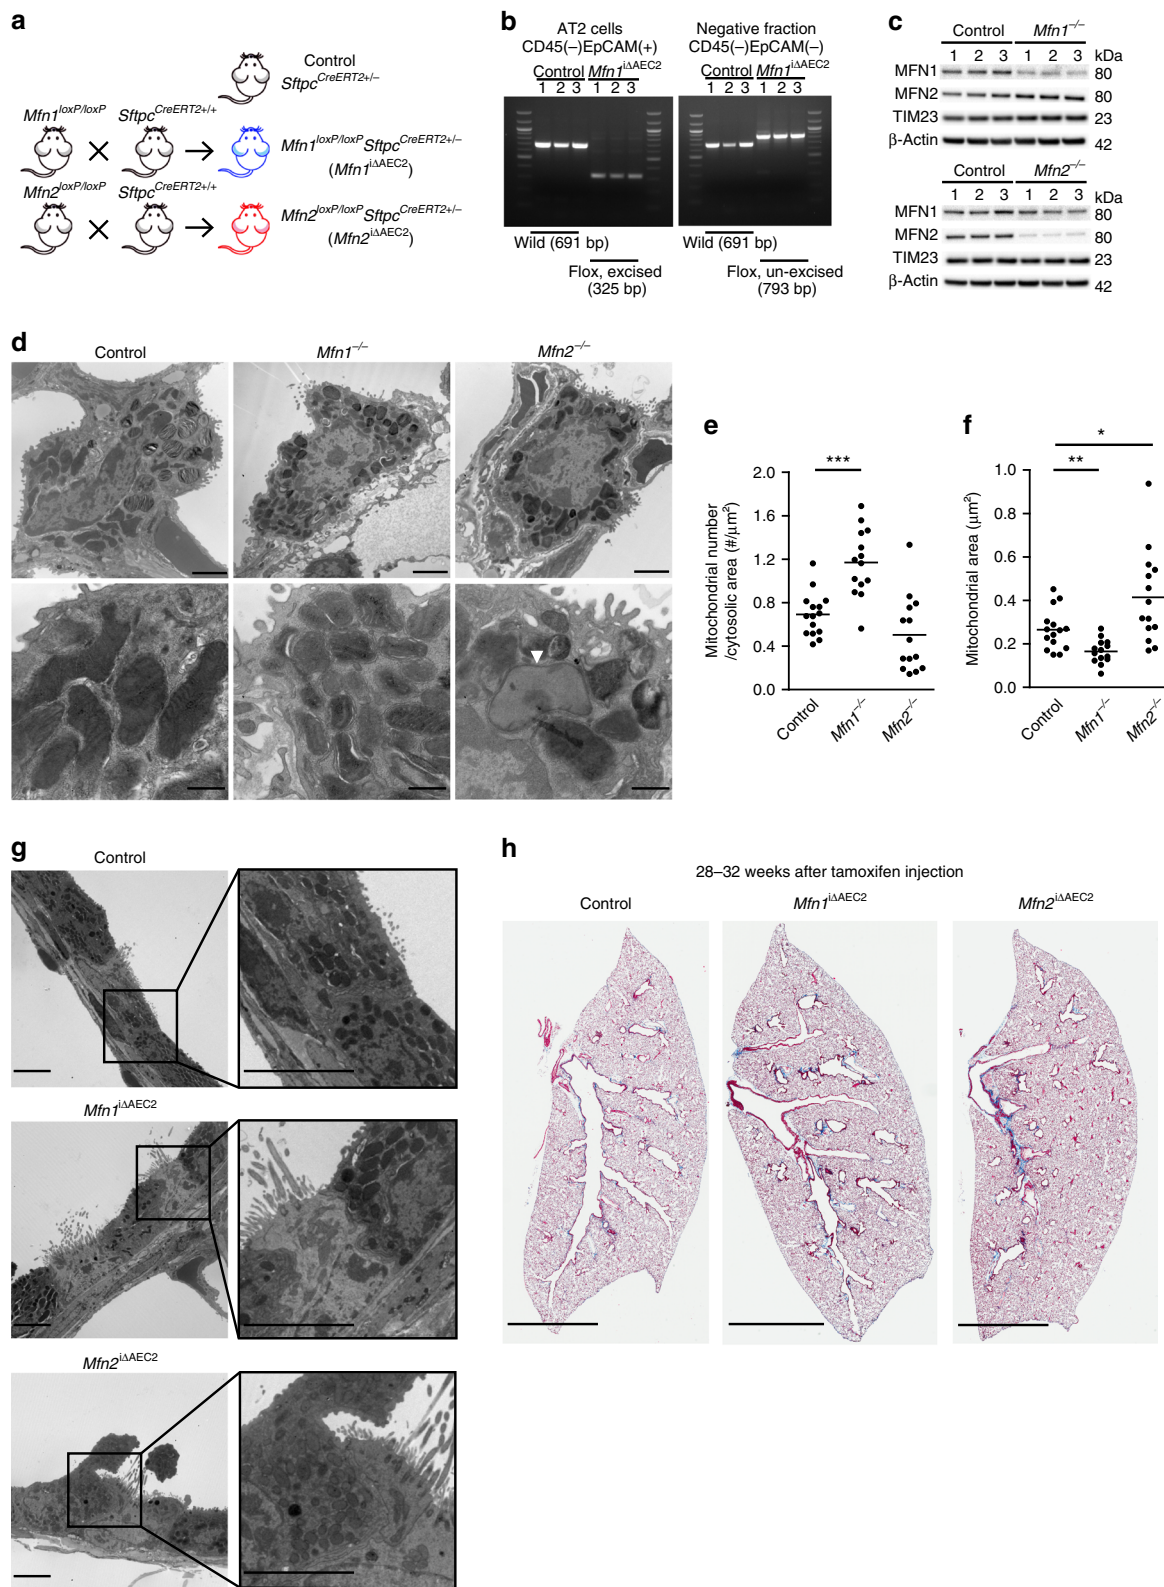 a
Control
Sftpc^CreERT2+/−
Mfn1^loxP/loxP
Sftpc^CreERT2+/+
Mfn1^loxP/loxP Sftpc^CreERT2+/−
(Mfn1^iΔAEC2)
Mfn2^loxP/loxP
Sftpc^CreERT2+/+
Mfn2^loxP/loxP Sftpc^CreERT2+/−
(Mfn2^iΔAEC2)
b
AT2 cells
CD45(−)EpCAM(+)
Control Mfn1^iΔAEC2
1 2 3 1 2 3
Wild (691 bp)
Flox, excised
(325 bp)
Negative fraction
CD45(−)EpCAM(−)
Control Mfn1^iΔAEC2
1 2 3 1 2 3
Wild (691 bp)
Flox, un-excised
(793 bp)
c
Control Mfn1^−/−
1 2 3 1 2 3 kDa
MFN1 80
MFN2 80
TIM23 23
β-Actin 42
Control Mfn2^−/−
1 2 3 1 2 3 kDa
MFN1 80
MFN2 80
TIM23 23
β-Actin 42
d
Control Mfn1^−/− Mfn2^−/−
e
Mitochondrial number
/cytosolic area (#/μm²)
2.0
1.6
1.2
0.8
0.4
0.0
***
Control Mfn1^−/− Mfn2^−/−
f
Mitochondrial area (μm²)
1.0
0.8
0.6
0.4
0.2
0.0
*
**
Control Mfn1^−/− Mfn2^−/−
g
Control
Mfn1^iΔAEC2
Mfn2^iΔAEC2
h
28–32 weeks after tamoxifen injection
Control Mfn1^iΔAEC2 Mfn2^iΔAEC2